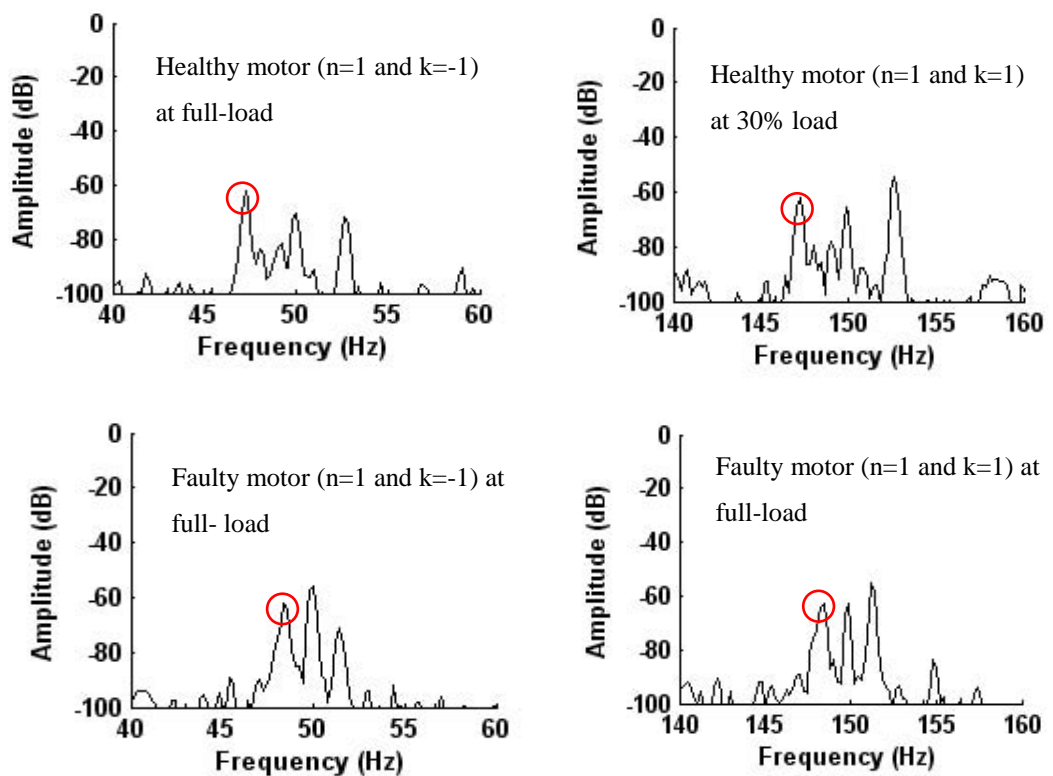 0
-20
-40
-60
-80
-100
Amplitude (dB)
Healthy motor (n=1 and k=-1)
at full-load
40 45 50 55 60
Frequency (Hz)
0
-20
-40
-60
-80
-100
Amplitude (dB)
Healthy motor (n=1 and k=1)
at 30% load
140 145 150 155 160
Frequency (Hz)
0
-20
-40
-60
-80
-100
Amplitude (dB)
Faulty motor (n=1 and k=-1) at
full- load
40 45 50 55 60
Frequency (Hz)
0
-20
-40
-60
-80
-100
Amplitude (dB)
Faulty motor (n=1 and k=1) at
full-load
140 145 150 155 160
Frequency (Hz)